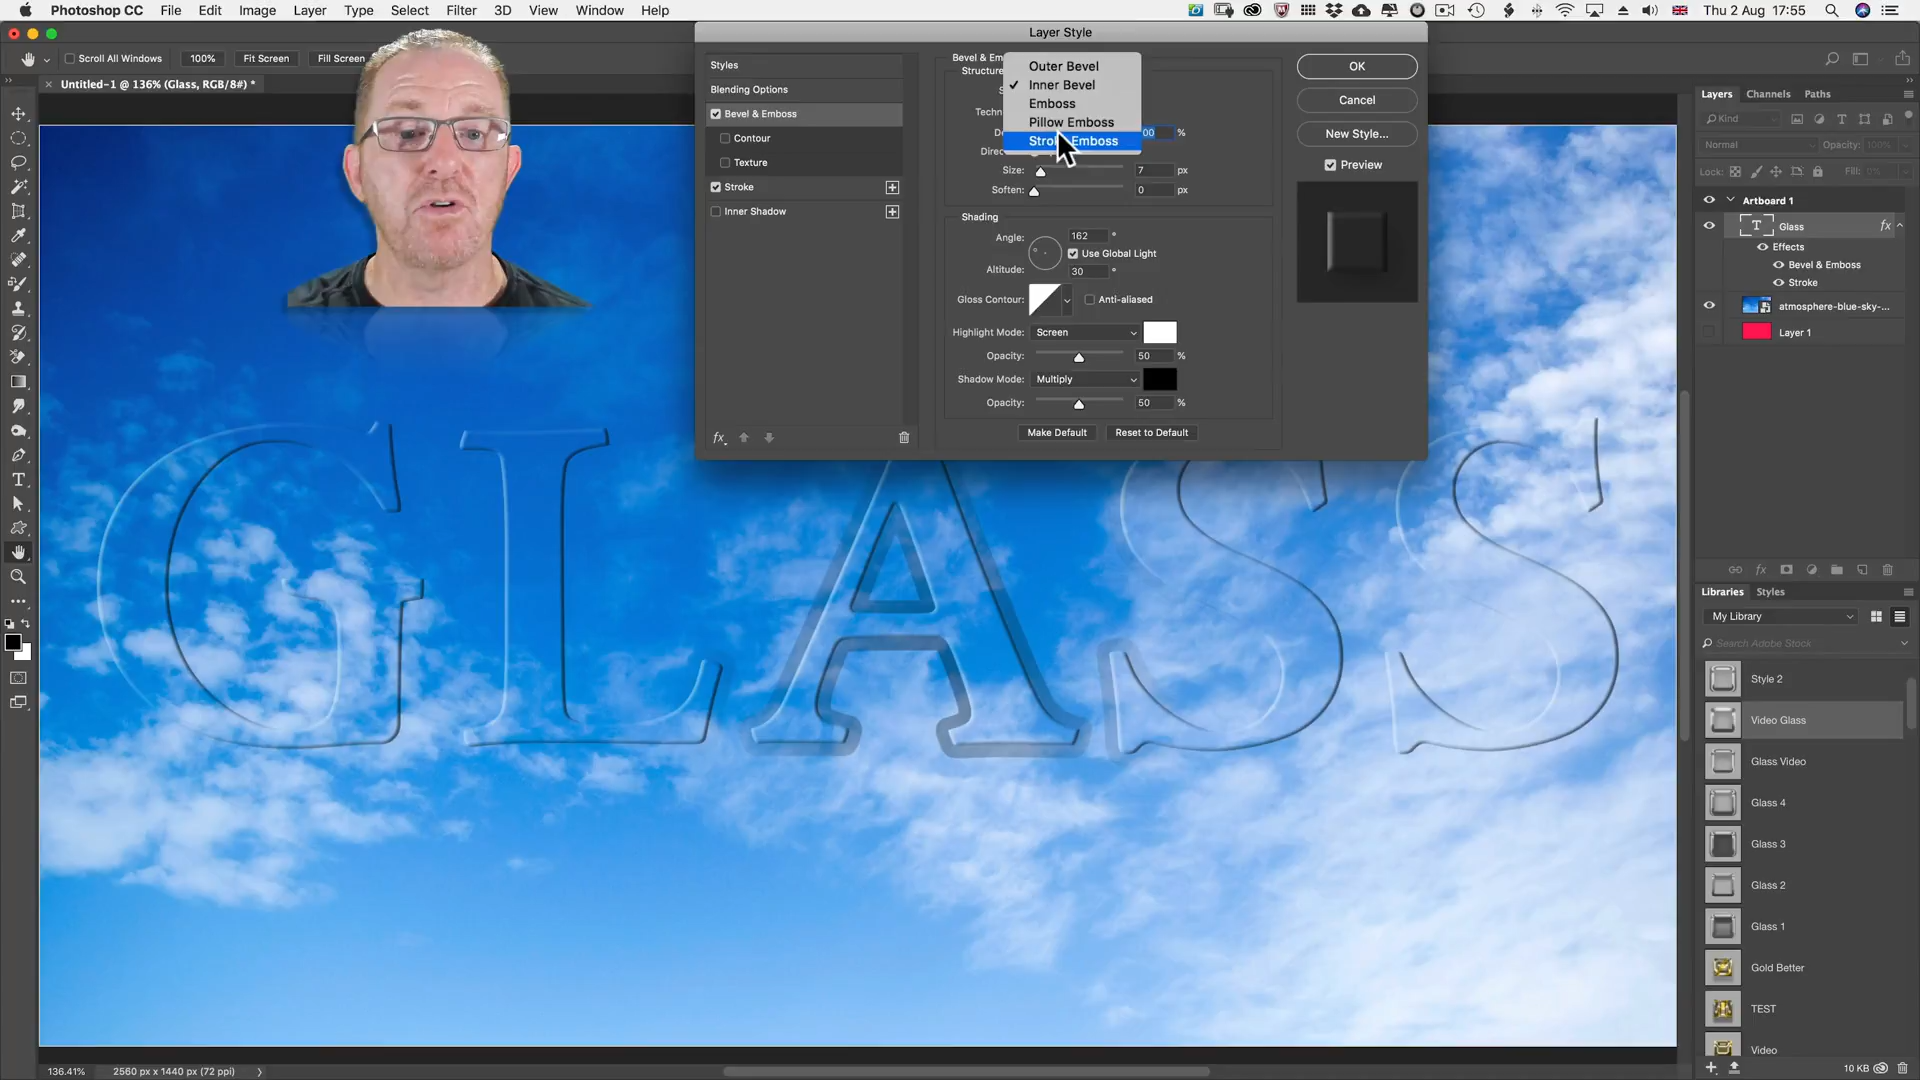 Photoshop CC File Edit Image Layer Type Select Filter 3D View Window Help
Thu 2 Aug 17:55
Scroll All Windows 100% Fit Screen Fill Screen
Untitled-1 @ 136% (Glass, RGB/8#) *
Layer Style
Styles
Blending Options
Bevel & Emboss
Contour
Texture
Stroke
Inner Shadow
fx
Structure
Outer Bevel
Inner Bevel
Emboss
Pillow Emboss
Emboss
00 %
Size: 7 px
Soften: 0 px
Shading
Angle: 162 °
Use Global Light
Altitude: 30 °
Gloss Contour: Anti-aliased
Highlight Mode: Screen
Opacity: 50 %
Shadow Mode: Multiply
Opacity: 50 %
Make Default Reset to Default
OK
Cancel
New Style...
Preview
GLASS
Layers Channels Paths
Kind
Normal Opacity: 100%
Lock: Fill: 0%
Artboard 1
T Glass fx
Effects
Bevel & Emboss
Stroke
atmosphere-blue-sky-...
Layer 1
fx
Libraries Styles
My Library
Search Adobe Stock
Style 2
Video Glass
Glass Video
Glass 4
Glass 3
Glass 2
Glass 1
Gold Better
TEST
Video
10 KB
136.41% 2560 px x 1440 px (72 ppi)